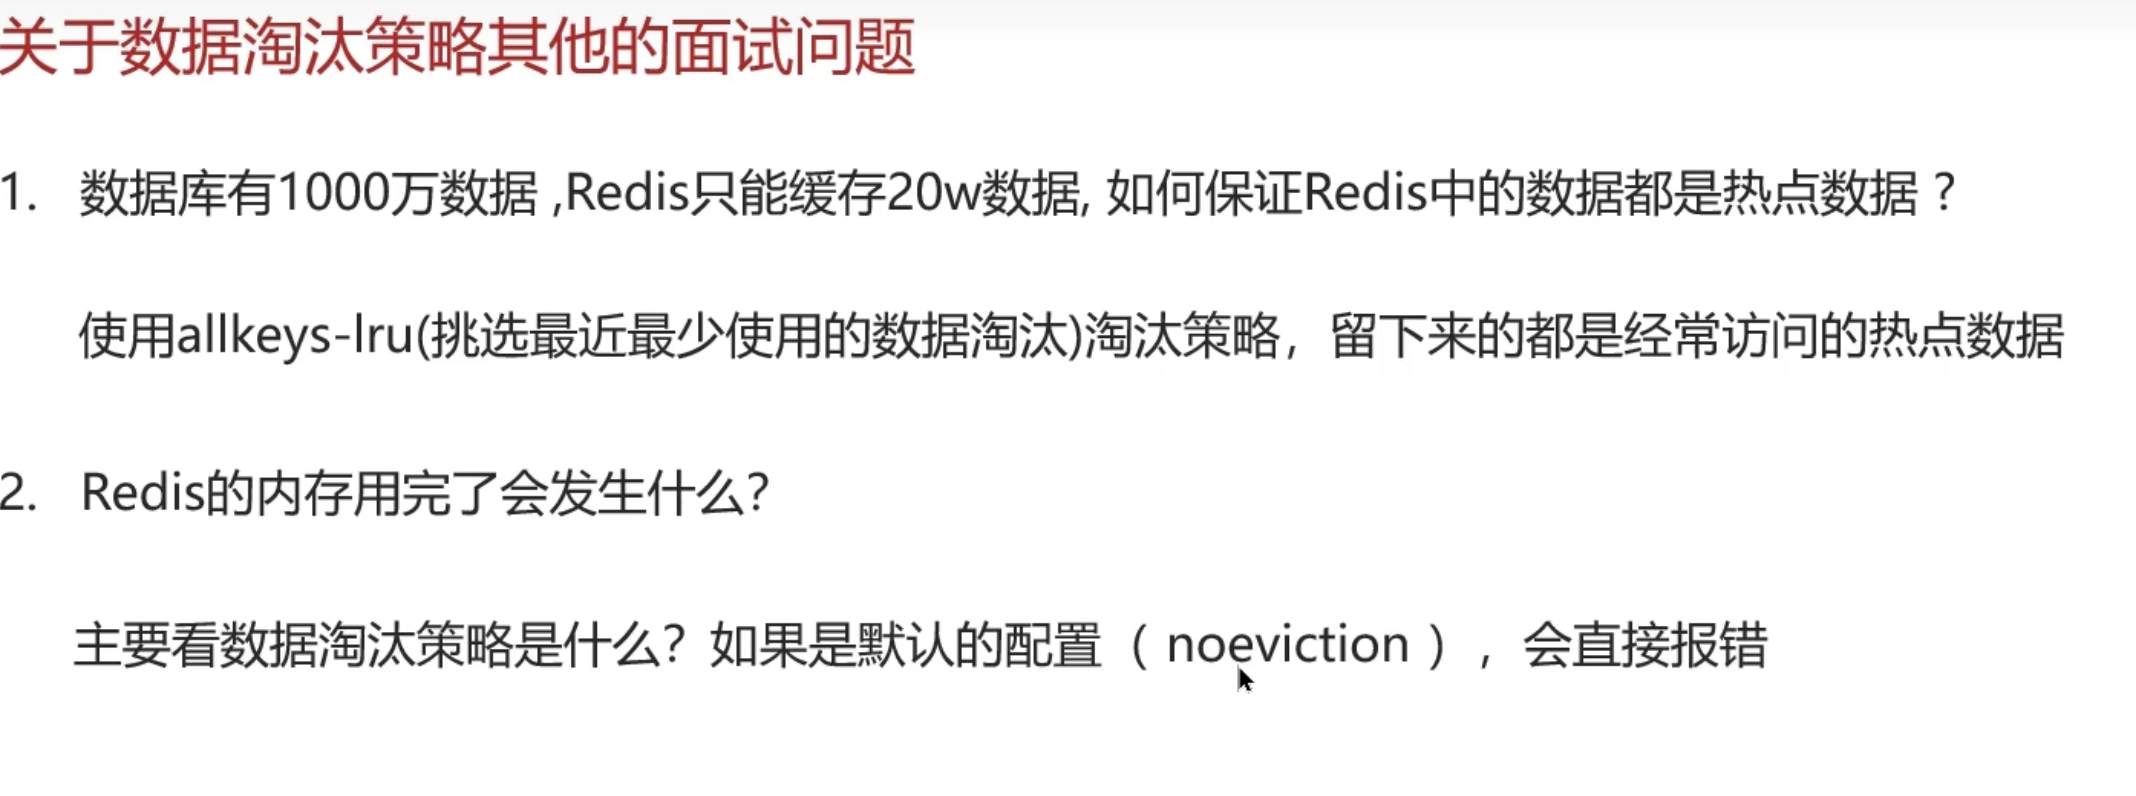 关于数据淘汰策略其他的面试问题
1. 数据库有1000万数据 ,Redis只能缓存20w数据, 如何保证Redis中的数据都是热点数据 ?
使用allkeys-lru(挑选最近最少使用的数据淘汰)淘汰策略，留下来的都是经常访问的热点数据
2. Redis的内存用完了会发生什么？
主要看数据淘汰策略是什么？如果是默认的配置（ noeviction ），会直接报错